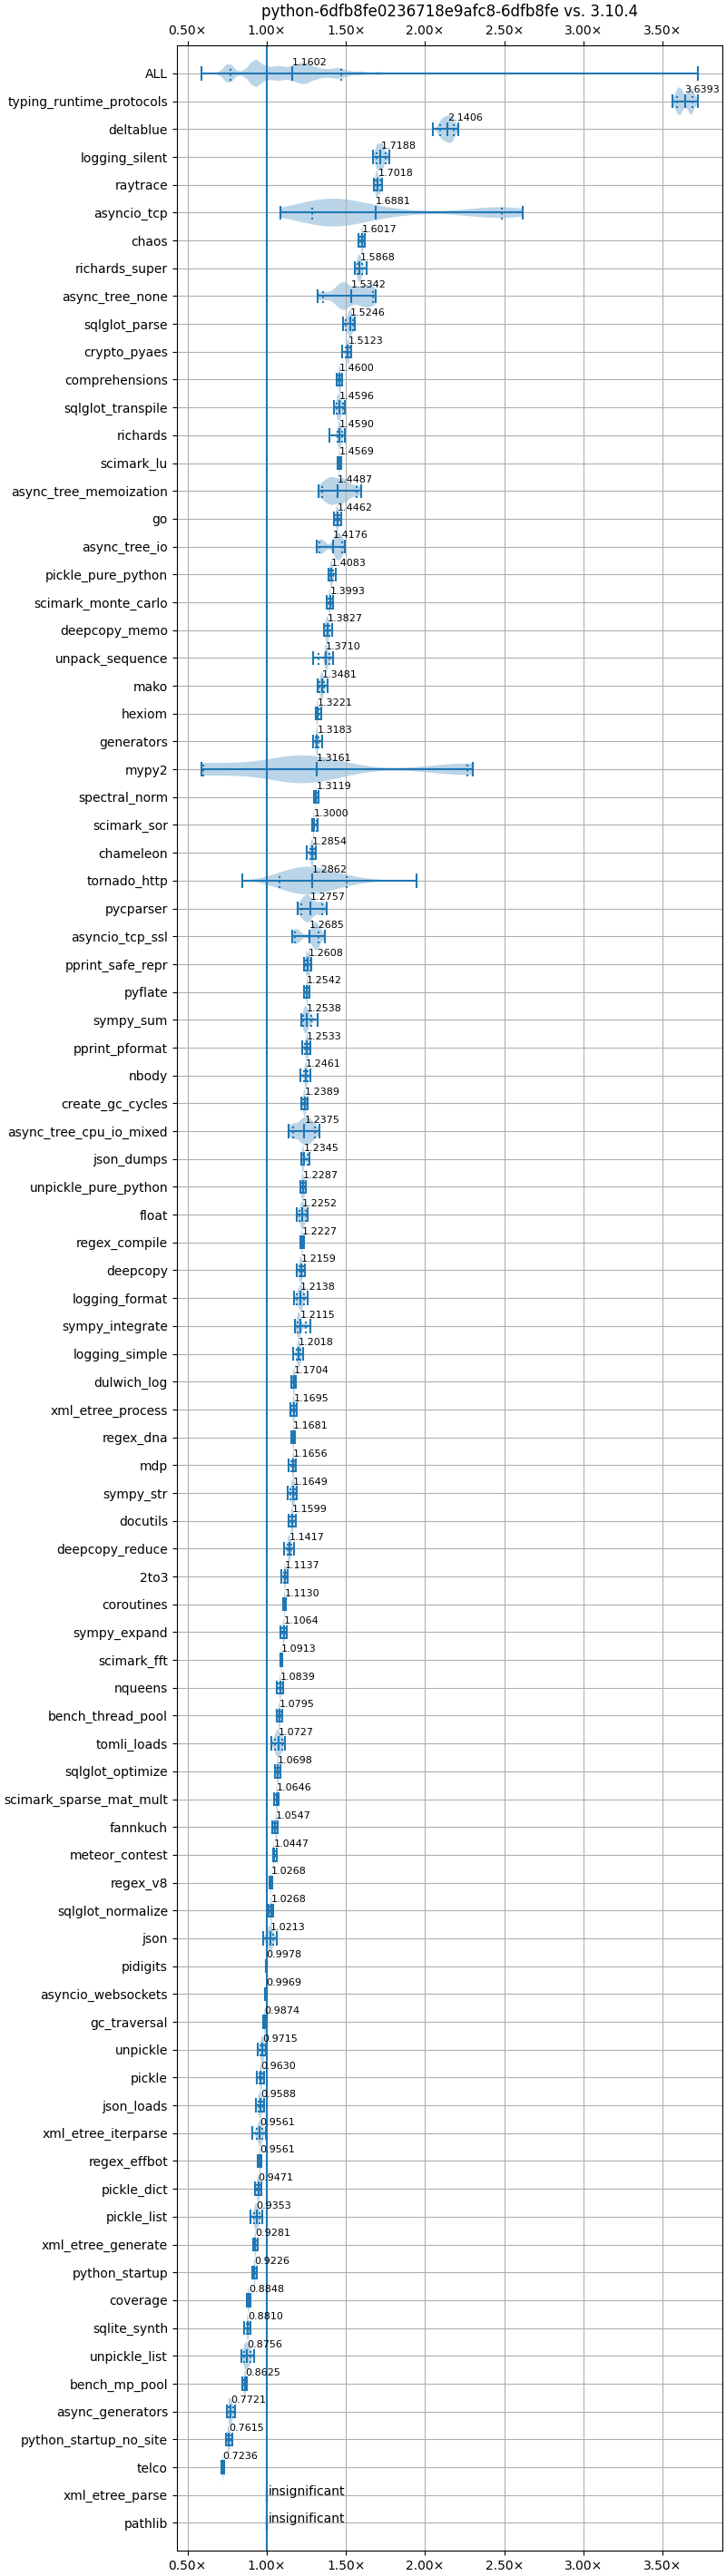 python-6dfb8fe0236718e9afc8-6dfb8fe vs. 3.10.4
0.50× 1.00× 1.50× 2.00× 2.50× 3.00× 3.50×
ALL 1.1602
typing_runtime_protocols 3.6393
deltablue 2.1406
logging_silent 1.7188
raytrace 1.7018
asyncio_tcp 1.6881
chaos 1.6017
richards_super 1.5868
async_tree_none 1.5342
sqlglot_parse 1.5246
crypto_pyaes 1.5123
comprehensions 1.4600
sqlglot_transpile 1.4596
richards 1.4590
scimark_lu 1.4569
async_tree_memoization 1.4487
go 1.4462
async_tree_io 1.4176
pickle_pure_python 1.4083
scimark_monte_carlo 1.3993
deepcopy_memo 1.3827
unpack_sequence 1.3710
mako 1.3481
hexiom 1.3221
generators 1.3183
mypy2 1.3161
spectral_norm 1.3119
scimark_sor 1.3000
chameleon 1.2854
tornado_http 1.2862
pycparser 1.2757
asyncio_tcp_ssl 1.2685
pprint_safe_repr 1.2608
pyflate 1.2542
sympy_sum 1.2538
pprint_pformat 1.2533
nbody 1.2461
create_gc_cycles 1.2389
async_tree_cpu_io_mixed 1.2375
json_dumps 1.2345
unpickle_pure_python 1.2287
float 1.2252
regex_compile 1.2227
deepcopy 1.2159
logging_format 1.2138
sympy_integrate 1.2115
logging_simple 1.2018
dulwich_log 1.1704
xml_etree_process 1.1695
regex_dna 1.1681
mdp 1.1656
sympy_str 1.1649
docutils 1.1599
deepcopy_reduce 1.1417
2to3 1.1137
coroutines 1.1130
sympy_expand 1.1064
scimark_fft 1.0913
nqueens 1.0839
bench_thread_pool 1.0795
tomli_loads 1.0727
sqlglot_optimize 1.0698
scimark_sparse_mat_mult 1.0646
fannkuch 1.0547
meteor_contest 1.0447
regex_v8 1.0268
sqlglot_normalize 1.0268
json 1.0213
pidigits 0.9978
asyncio_websockets 0.9969
gc_traversal 0.9874
unpickle 0.9715
pickle 0.9630
json_loads 0.9588
xml_etree_iterparse 0.9561
regex_effbot 0.9561
pickle_dict 0.9471
pickle_list 0.9353
xml_etree_generate 0.9281
python_startup 0.9226
coverage 0.8848
sqlite_synth 0.8810
unpickle_list 0.8756
bench_mp_pool 0.8625
async_generators 0.7721
python_startup_no_site 0.7615
telco 0.7236
xml_etree_parse insignificant
pathlib insignificant
0.50× 1.00× 1.50× 2.00× 2.50× 3.00× 3.50×